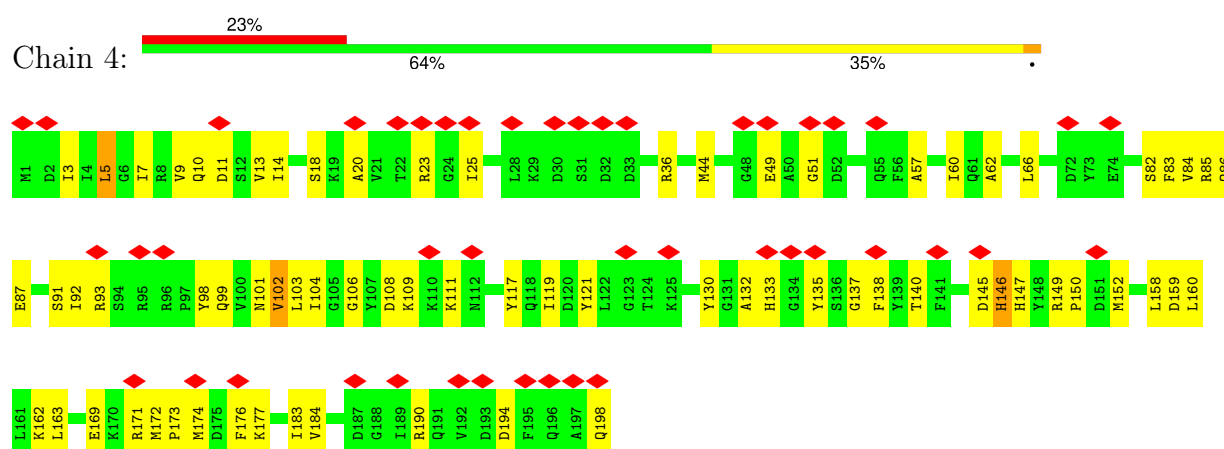 23%
Chain 4:
64% 35% •
M1 D2 I3 I4 L5 G6 I7 R8 V9 Q10 D11 S12 V13 I14 S18 K19 A20 V21 T22 R23 G24 I25 L28 K29 D30 S31 D32 D33 R36 M44 G48 E49 A50 G51 D52 Q55 F56 A57 I60 Q61 A62 L66 D72 Y73 E74 S82 F83 V84 R85
E87 S91 I92 R93 S94 R95 R96 P97 Y98 Q99 V100 N101 V102 L103 I104 G105 G106 Y107 D108 K109 K110 K111 N112 Y117 Q118 I119 D120 Y121 L122 G123 T124 K125 Y130 G131 A132 H133 G134 Y135 S136 G137 F138 Y139 T140 F141 D145 H146 H147 Y148 R149 P150 D151 M152 L158 D159 L160
L161 K162 L163 E169 K170 R171 M172 P173 M174 D175 F176 K177 I183 V184 D187 G188 I189 R190 Q191 V192 D193 D194 F195 Q196 A197 Q198